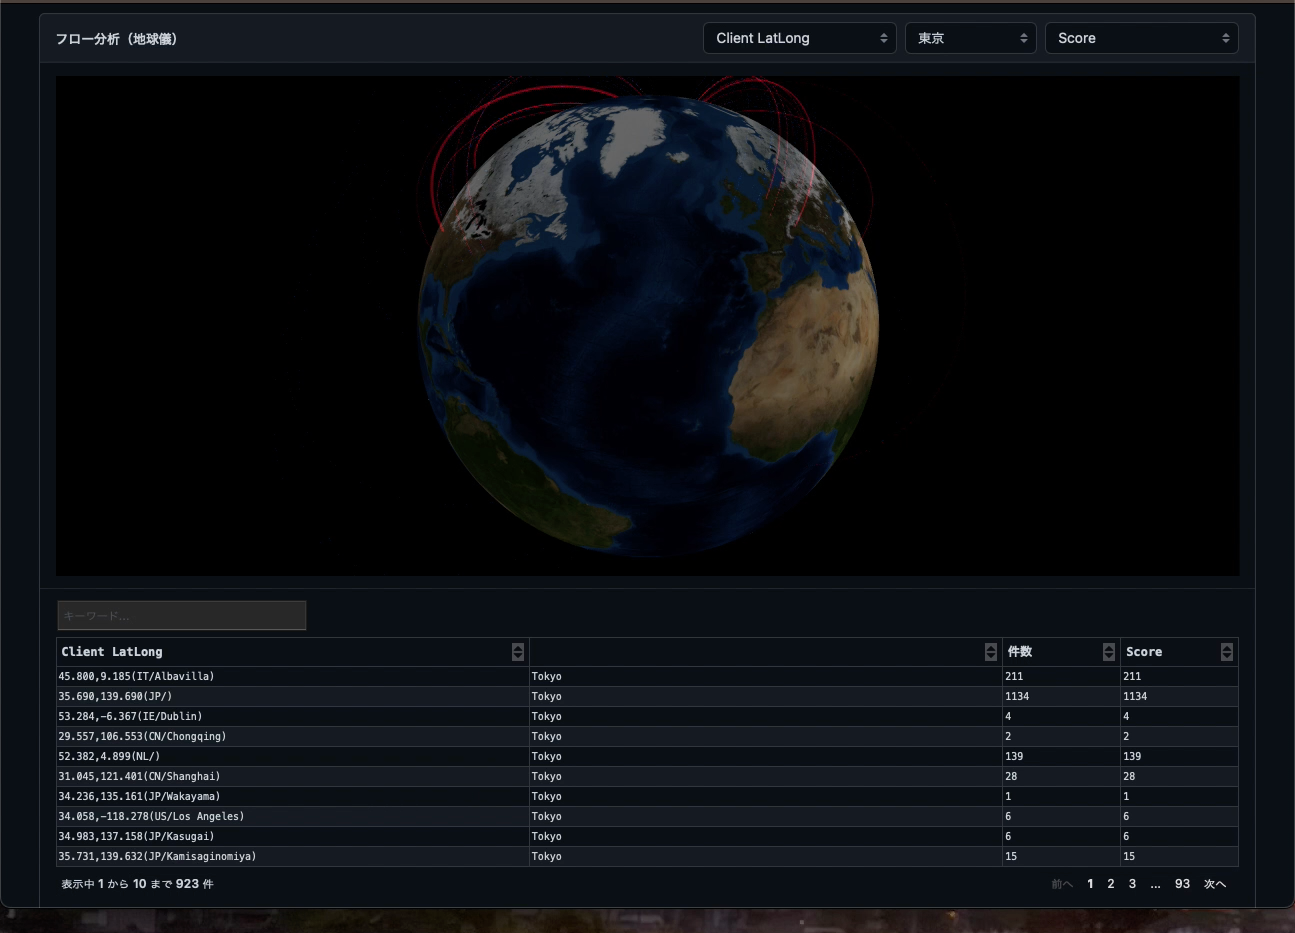 フロー分析（地球儀）
Client LatLong
東京
Score
キーワード...
Client LatLong 件数 Score
45.800,9.185(IT/Albavilla) Tokyo 211 211
35.690,139.690(JP/) Tokyo 1134 1134
53.284,-6.367(IE/Dublin) Tokyo 4 4
29.557,106.553(CN/Chongqing) Tokyo 2 2
52.382,4.899(NL/) Tokyo 139 139
31.045,121.401(CN/Shanghai) Tokyo 28 28
34.236,135.161(JP/Wakayama) Tokyo 1 1
34.058,-118.278(US/Los Angeles) Tokyo 6 6
34.983,137.158(JP/Kasugai) Tokyo 6 6
35.731,139.632(JP/Kamisaginomiya) Tokyo 15 15
表示中 1 から 10 まで 923 件
前へ 1 2 3 ... 93 次へ